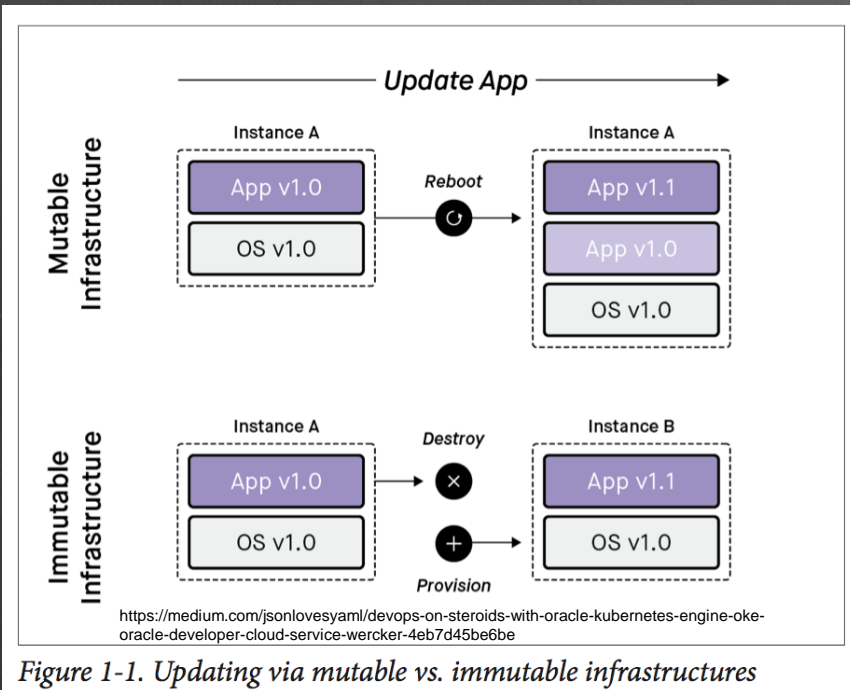 Update App
Mutable
Infrastructure
Instance A
App v1.0
OS v1.0
Reboot
Instance A
App v1.1
App v1.0
OS v1.0
Immutable
Infrastructure
Instance A
App v1.0
OS v1.0
Destroy
Provision
Instance B
App v1.1
OS v1.0
https://medium.com/jsonlovesyaml/devops-on-steroids-with-oracle-kubernetes-engine-oke-
oracle-developer-cloud-service-wercker-4eb7d45be6be
Figure 1-1. Updating via mutable vs. immutable infrastructures